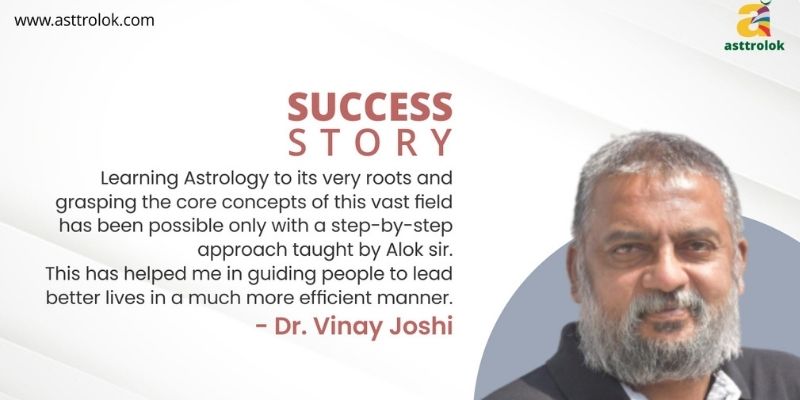 www.asttrolok.com
asttrolok
SUCCESS
STORY
Learning Astrology to its very roots and
grasping the core concepts of this vast field
has been possible only with a step-by-step
approach taught by Alok sir.
This has helped me in guiding people to lead
better lives in a much more efficient manner.
- Dr. Vinay Joshi